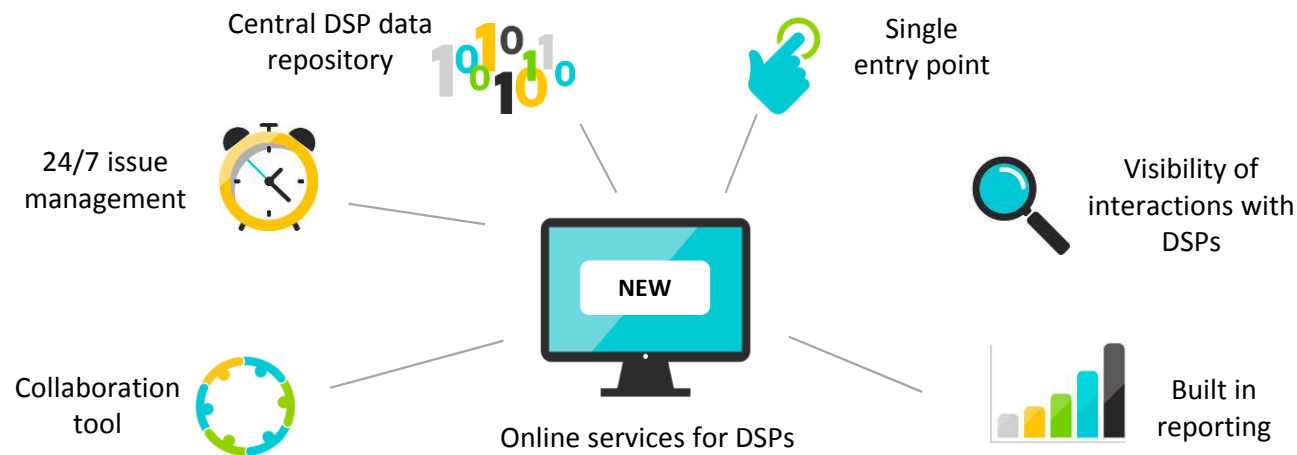 Central DSP data
repository
Single
entry point
24/7 issue
management
Visibility of
interactions with
DSPs
NEW
Collaboration
tool
Built in
reporting
Online services for DSPs